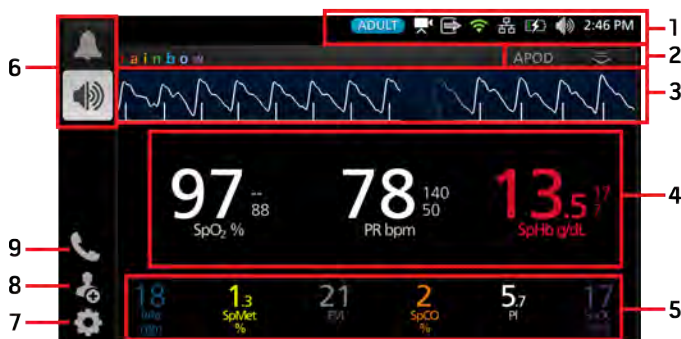 ADULT 2:46 PM 1
6 rainbow APOD 2
3
97 -- 88 78 140 50 13.5 17 7 4
SpO₂ % PR bpm SpHb g/dL
9
8
18 1.3 21 2 5.7 17 5
SpMet PVI SpCO PI
% %
7